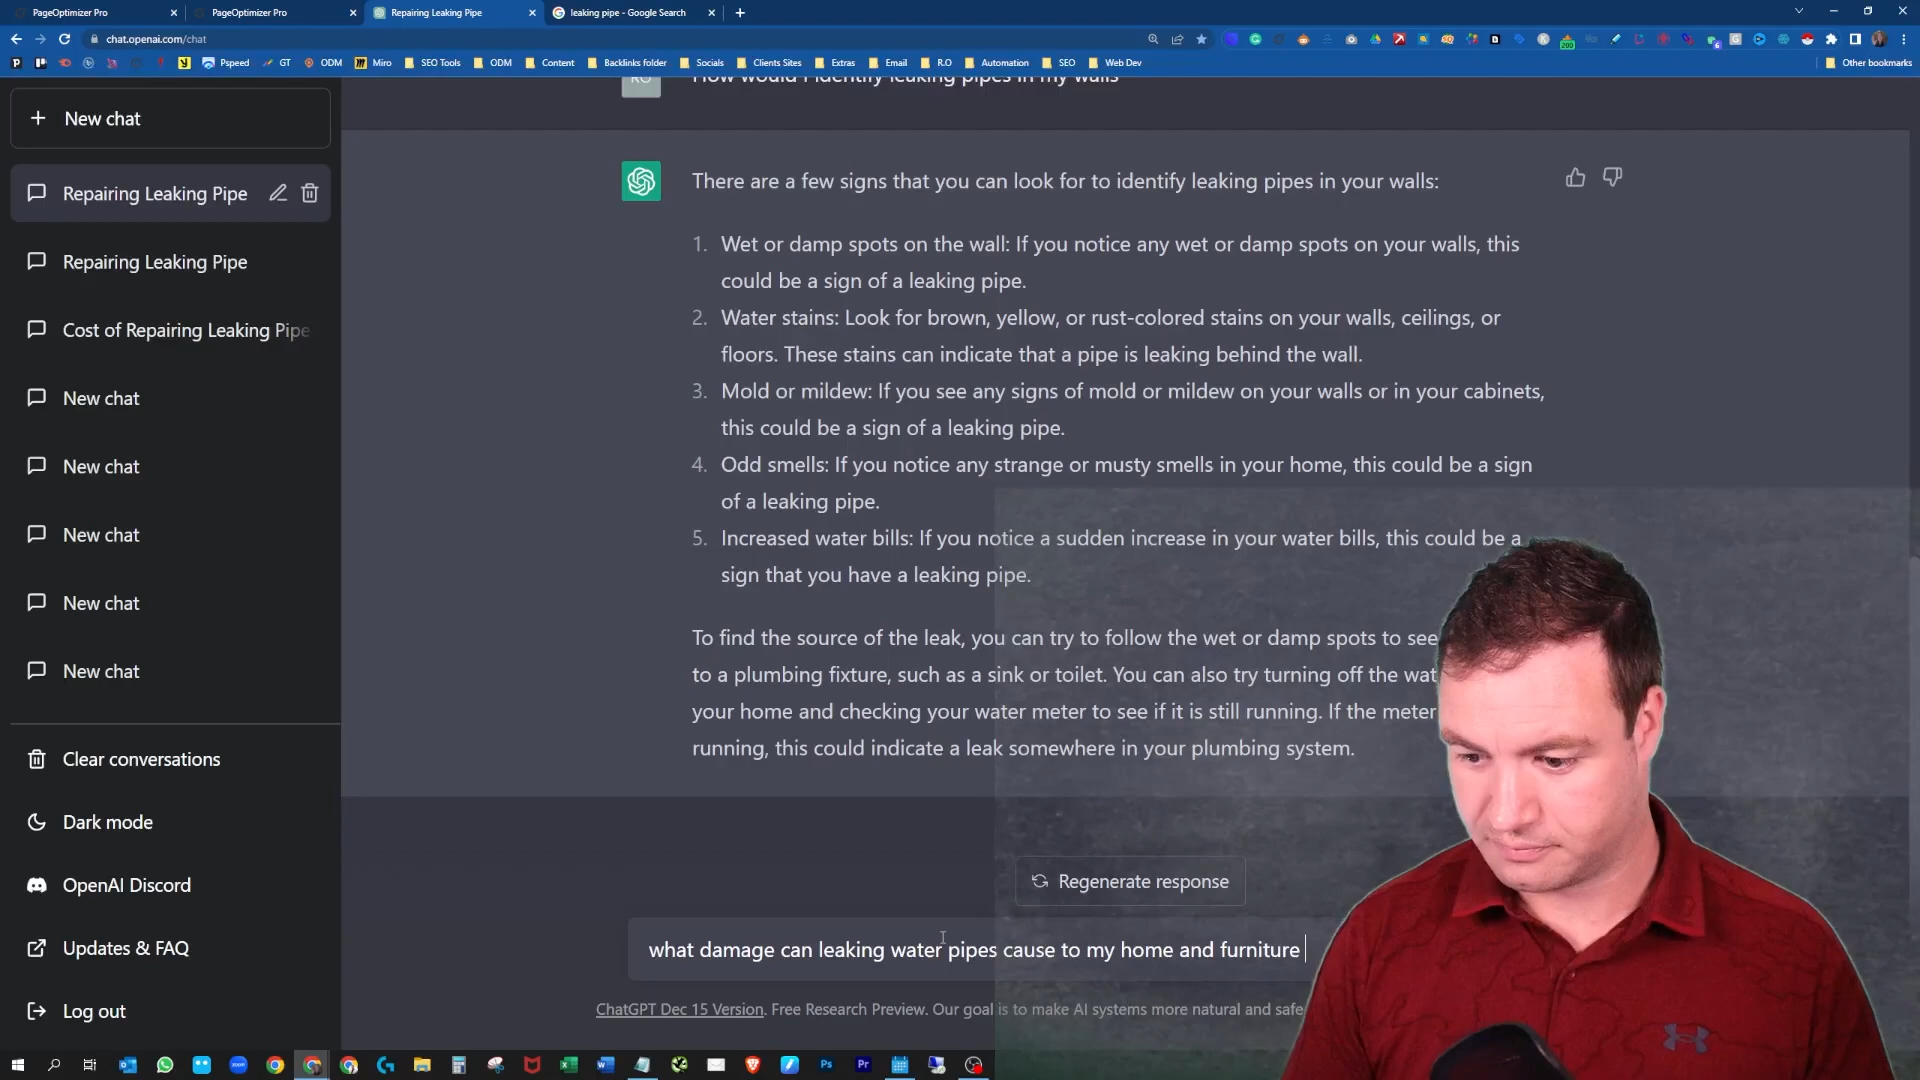 PageOptimizer Pro
PageOptimizer Pro
Repairing Leaking Pipe
leaking pipe - Google Search
chat.openai.com/chat
Pspeed
GT
ODM
Miro
SEO Tools
ODM
Content
Backlinks folder
Socials
Clients Sites
Extras
Email
R.O
Automation
SEO
Web Dev
Other bookmarks
New chat
Repairing Leaking Pipe
Repairing Leaking Pipe
Cost of Repairing Leaking Pipe
New chat
New chat
New chat
New chat
New chat
Clear conversations
Dark mode
OpenAI Discord
Updates & FAQ
Log out
RO
How would I identify leaking pipes in my walls
There are a few signs that you can look for to identify leaking pipes in your walls:
1. Wet or damp spots on the wall: If you notice any wet or damp spots on your walls, this
could be a sign of a leaking pipe.
2. Water stains: Look for brown, yellow, or rust-colored stains on your walls, ceilings, or
floors. These stains can indicate that a pipe is leaking behind the wall.
3. Mold or mildew: If you see any signs of mold or mildew on your walls or in your cabinets,
this could be a sign of a leaking pipe.
4. Odd smells: If you notice any strange or musty smells in your home, this could be a sign
of a leaking pipe.
5. Increased water bills: If you notice a sudden increase in your water bills, this could be a
sign that you have a leaking pipe.
To find the source of the leak, you can try to follow the wet or damp spots to see
to a plumbing fixture, such as a sink or toilet. You can also try turning off the wat
your home and checking your water meter to see if it is still running. If the meter
running, this could indicate a leak somewhere in your plumbing system.
Regenerate response
what damage can leaking water pipes cause to my home and furniture
ChatGPT Dec 15 Version. Free Research Preview. Our goal is to make AI systems more natural and safe